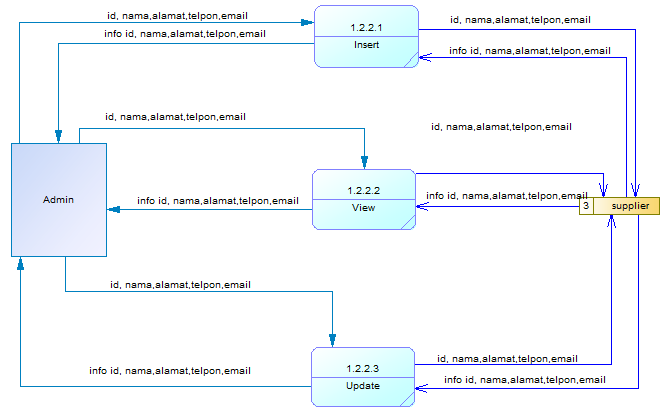 id, nama,alamat,telpon,email
1.2.2.1
id, nama,alamat,telpon,email
info id, nama,alamat,telpon,email
Insert
info id, nama,alamat,telpon,email
id, nama,alamat,telpon,email
id, nama,alamat,telpon,email
1.2.2.2
Admin
info id, nama,alamat,telpon,email
View
info id, nama,alamat,telpon,email
3 supplier
id, nama,alamat,telpon,email
1.2.2.3
id, nama,alamat,telpon,email
info id, nama,alamat,telpon,email
Update
info id, nama,alamat,telpon,email